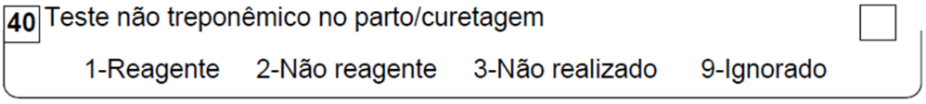 40 Teste não treponêmico no parto/curetagem
1-Reagente 2-Não reagente 3-Não realizado 9-Ignorado